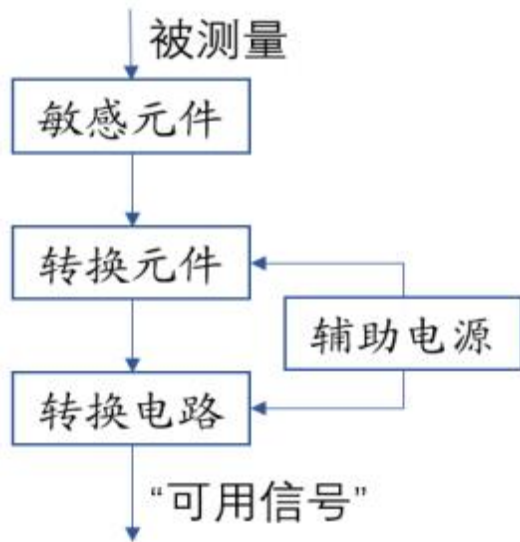 被测量
敏感元件
转换元件
辅助电源
转换电路
“可用信号”